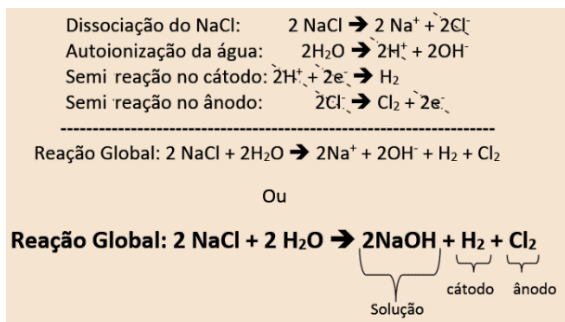 Dissociação do NaCl: 2 NaCl ➔ 2 Na⁺ + 2Cl⁻
Autoionização da água: 2H₂O ➔ 2H⁺ + 2OH⁻
Semi reação no cátodo: 2H⁺ + 2e⁻ ➔ H₂
Semi reação no ânodo: 2Cl⁻ ➔ Cl₂ + 2e⁻
Reação Global: 2 NaCl + 2H₂O ➔ 2Na⁺ + 2OH⁻ + H₂ + Cl₂
Ou
Reação Global: 2 NaCl + 2 H₂O ➔ 2NaOH + H₂ + Cl₂
cátodo ânodo
Solução